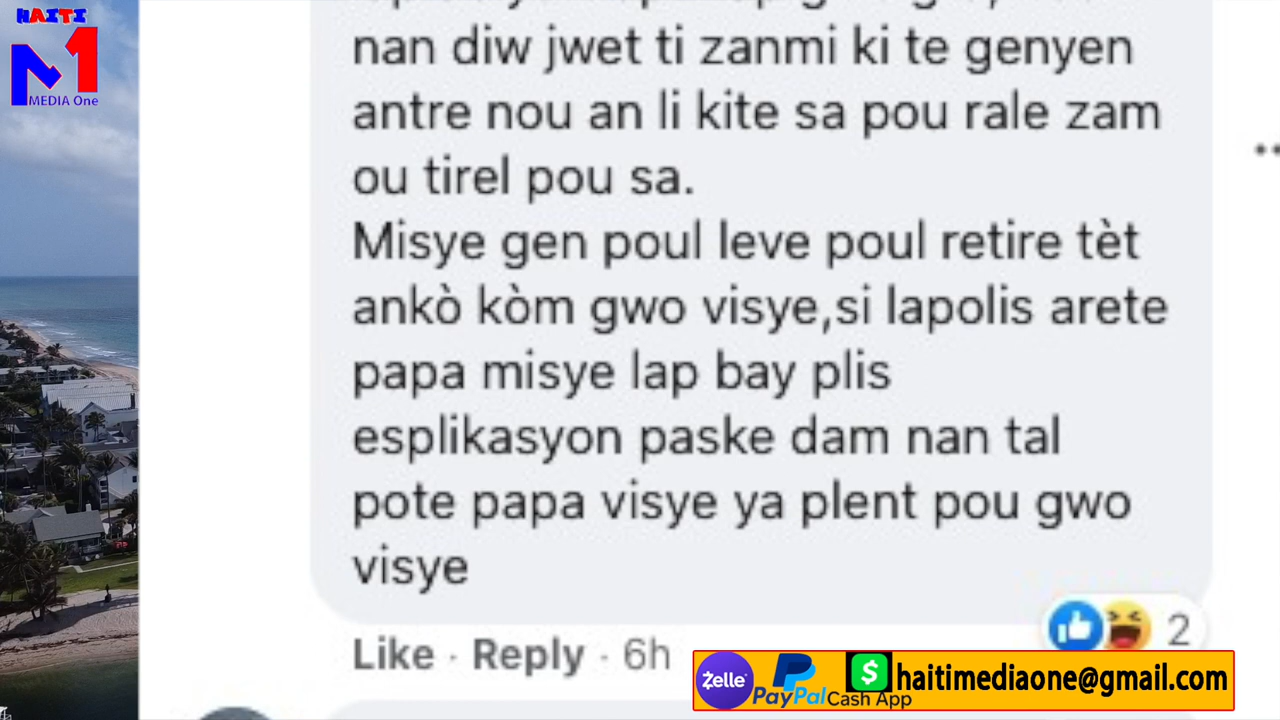 HAITI
M1
MEDIA One
nan diw jwet ti zanmi ki te genyen
antre nou an li kite sa pou rale zam
ou tirel pou sa.
Misye gen poul leve poul retire tèt
ankò kòm gwo visye,si lapolis arete
papa misye lap bay plis
esplikasyon paske dam nan tal
pote papa visye ya plent pou gwo
visye
2
Like · Reply · 6h
Zelle
PayPal
$
Cash App
haitimediaone@gmail.com